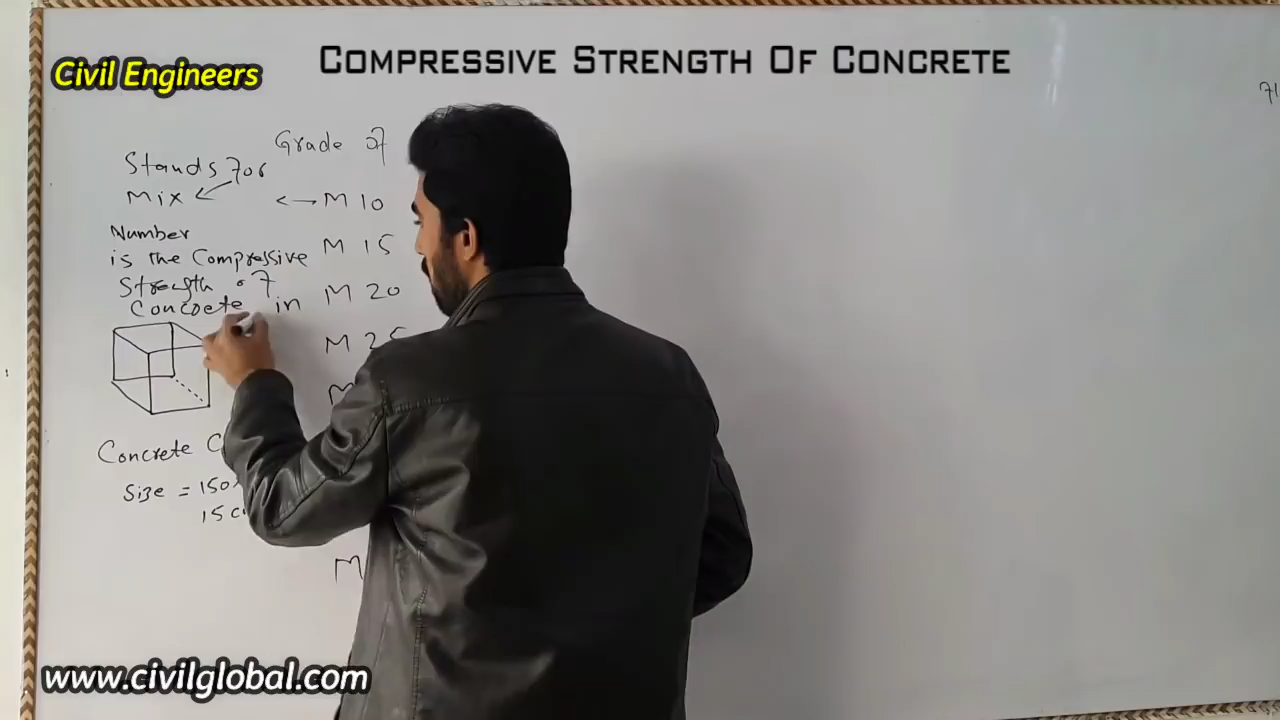 COMPRESSIVE STRENGTH OF CONCRETE
Civil Engineers
Grade of
Stands for
Mix
M 10
Number
is the Compressive
Strength of
Concrete in
M 15
M 20
M 25
M
Concrete
Size = 150
15
M
www.civilglobal.com